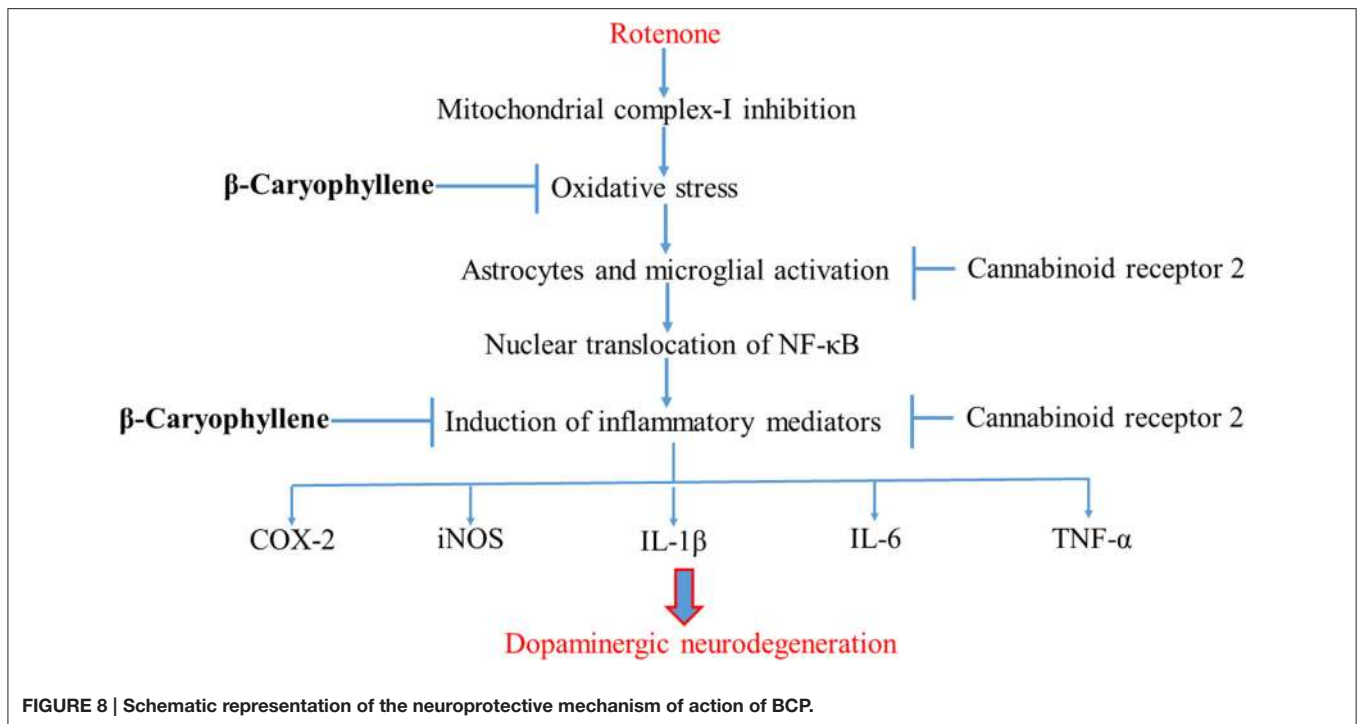 Rotenone
Mitochondrial complex-I inhibition
β-Caryophyllene Oxidative stress
Astrocytes and microglial activation Cannabinoid receptor 2
Nuclear translocation of NF-κB
β-Caryophyllene Induction of inflammatory mediators Cannabinoid receptor 2
COX-2 iNOS IL-1β IL-6 TNF-α
Dopaminergic neurodegeneration
FIGURE 8 | Schematic representation of the neuroprotective mechanism of action of BCP.